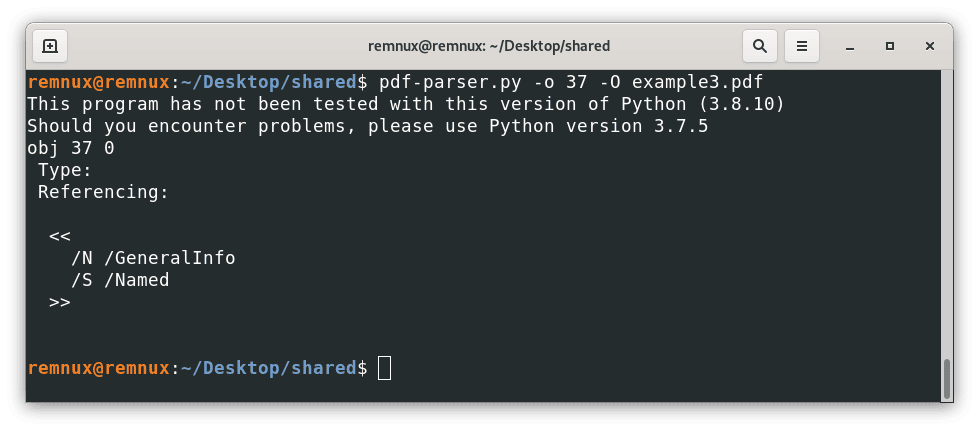 remnux@remnux: ~/Desktop/shared
remnux@remnux:~/Desktop/shared$ pdf-parser.py -o 37 -O example3.pdf
This program has not been tested with this version of Python (3.8.10)
Should you encounter problems, please use Python version 3.7.5
obj 37 0
Type:
Referencing:
<<
/N /GeneralInfo
/S /Named
>>
remnux@remnux:~/Desktop/shared$